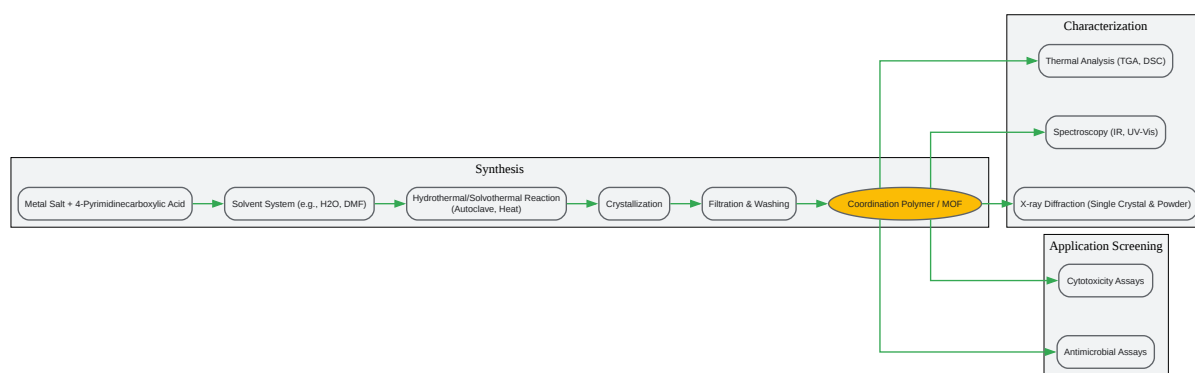 Characterization
Thermal Analysis (TGA, DSC)
Spectroscopy (IR, UV-Vis)
Synthesis
Metal Salt + 4-Pyrimidinecarboxylic Acid
Solvent System (e.g., H2O, DMF)
Hydrothermal/Solvothermal Reaction
(Autoclave, Heat)
Crystallization
Filtration & Washing
Coordination Polymer / MOF
X-ray Diffraction (Single Crystal & Powder)
Application Screening
Cytotoxicity Assays
Antimicrobial Assays